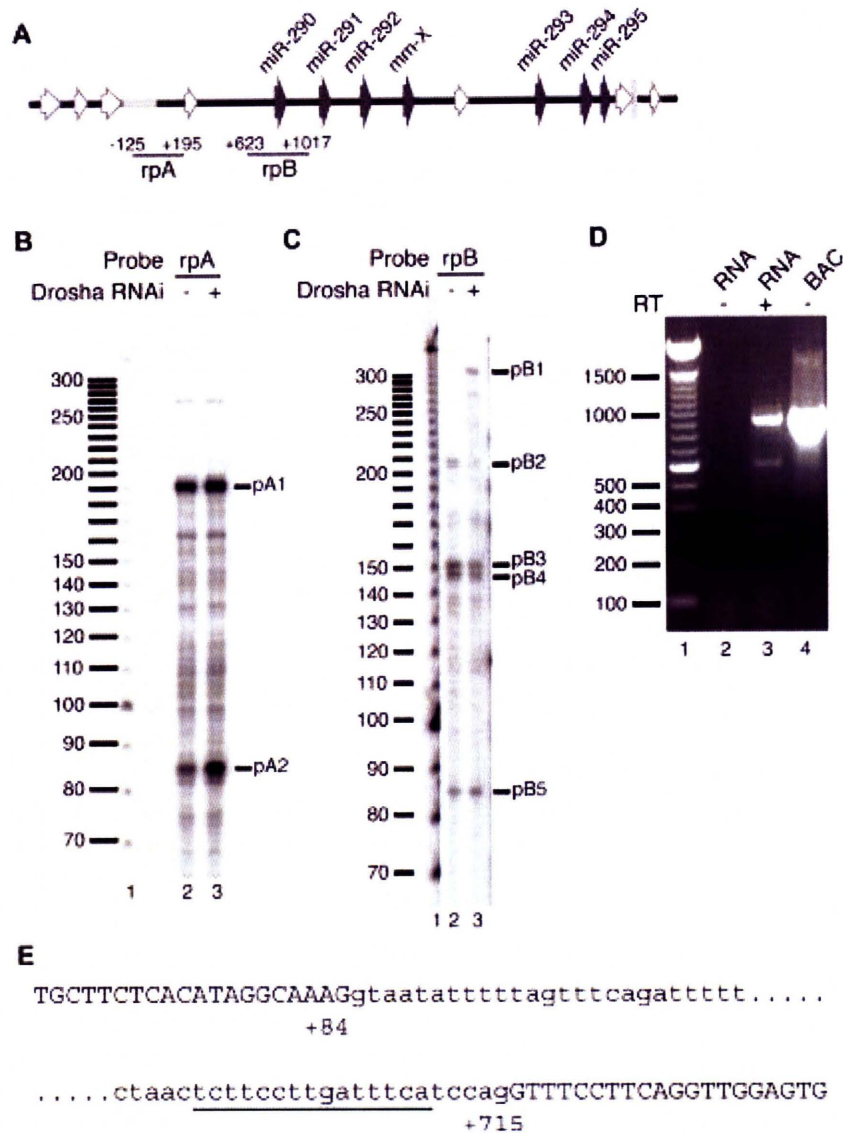 A
miR-290 miR-291 miR-292 mm-X miR-293 miR-294 miR-295
-125 +195 +623 +1017
rpA rpB
B
Probe rpA
Drosha RNAi - +
300
250
200
150
140
130
120
110
100
90
80
70
pA1
pA2
1 2 3
C
Probe rpB
Drosha RNAi - +
300
250
200
150
140
130
120
110
100
90
80
70
pB1
pB2
pB3
pB4
pB5
1 2 3
D
RNA RNA BAC
RT - + -
1500
1000
500
400
300
200
100
1 2 3 4
E
TGCTTCTCACATAGGCAAAGgtaatatttttagtttcagattttt.....
+84
.....ctaactcttccttgatttcatccagGTTTCCTTCAGGTTGGAGTG
+715